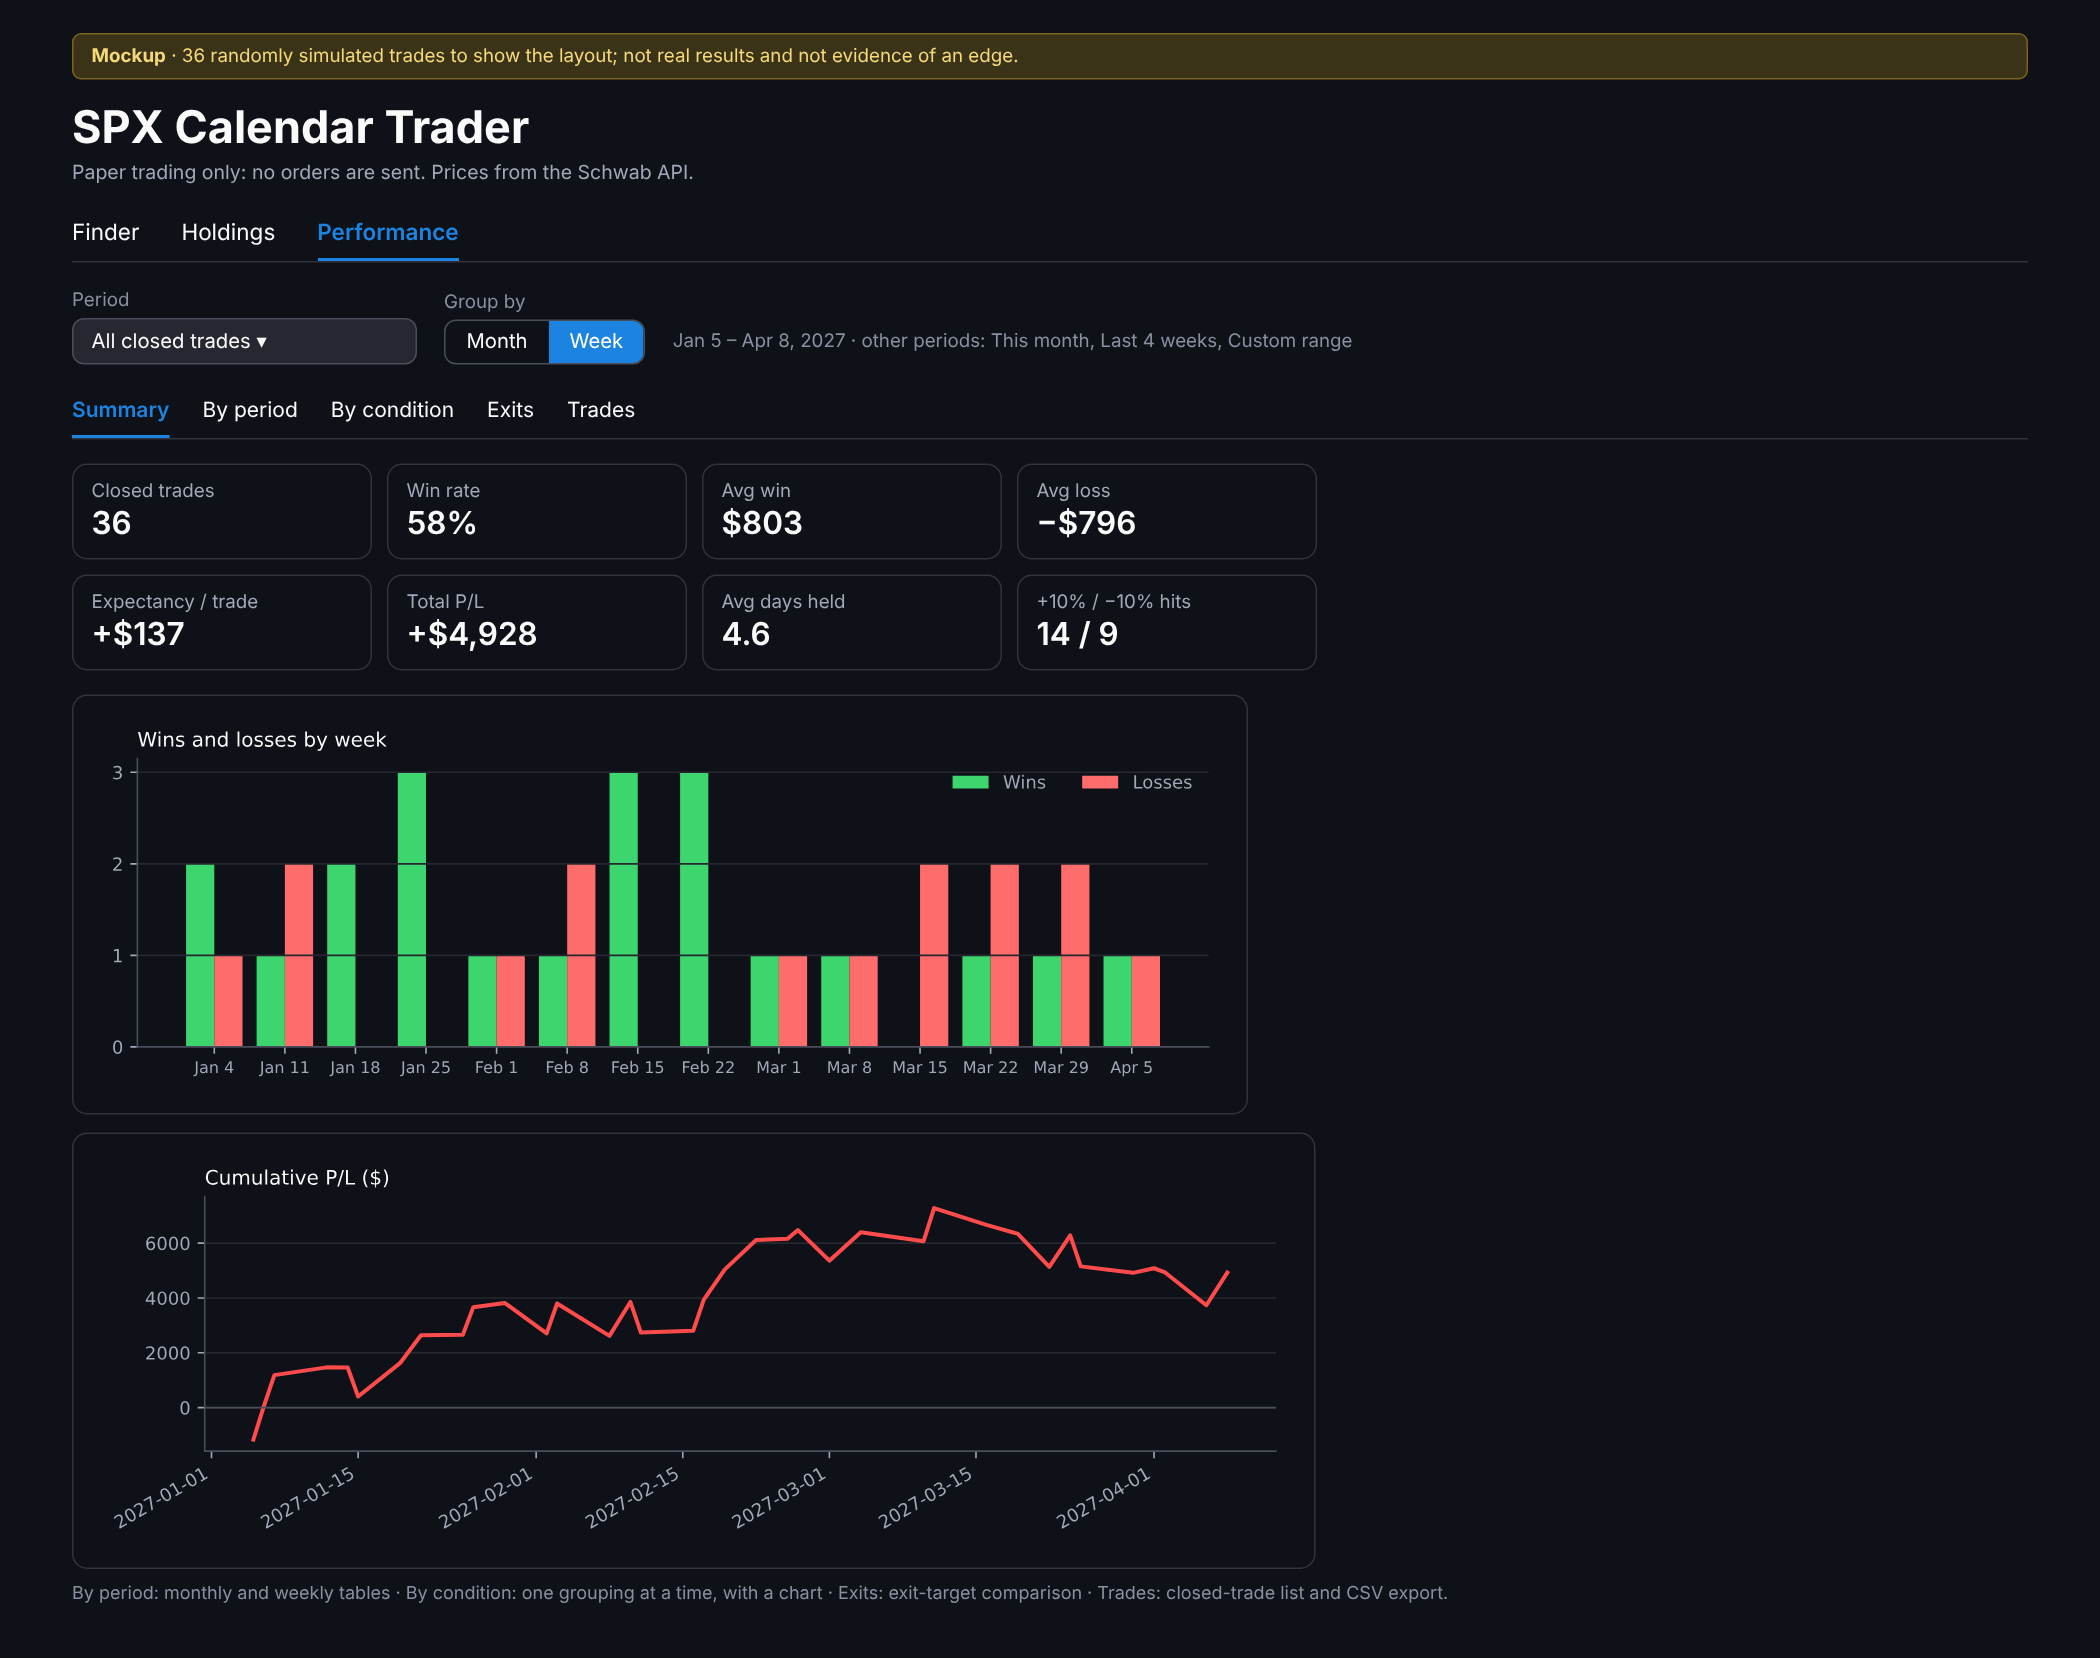 Mockup · 36 randomly simulated trades to show the layout; not real results and not evidence of an edge.
SPX Calendar Trader
Paper trading only: no orders are sent. Prices from the Schwab API.
Finder Holdings Performance
Period Group by
All closed trades ▾ Month Week Jan 5 – Apr 8, 2027 · other periods: This month, Last 4 weeks, Custom range
Summary By period By condition Exits Trades
Closed trades Win rate Avg win Avg loss
36 58% $803 −$796
Expectancy / trade Total P/L Avg days held +10% / −10% hits
+$137 +$4,928 4.6 14 / 9
Wins and losses by week
3
Wins Losses
2
1
0
Jan 4 Jan 11 Jan 18 Jan 25 Feb 1 Feb 8 Feb 15 Feb 22 Mar 1 Mar 8 Mar 15 Mar 22 Mar 29 Apr 5
Cumulative P/L ($)
6000
4000
2000
0
2027-01-01 2027-01-15 2027-02-01 2027-02-15 2027-03-01 2027-03-15 2027-04-01
By period: monthly and weekly tables · By condition: one grouping at a time, with a chart · Exits: exit-target comparison · Trades: closed-trade list and CSV export.